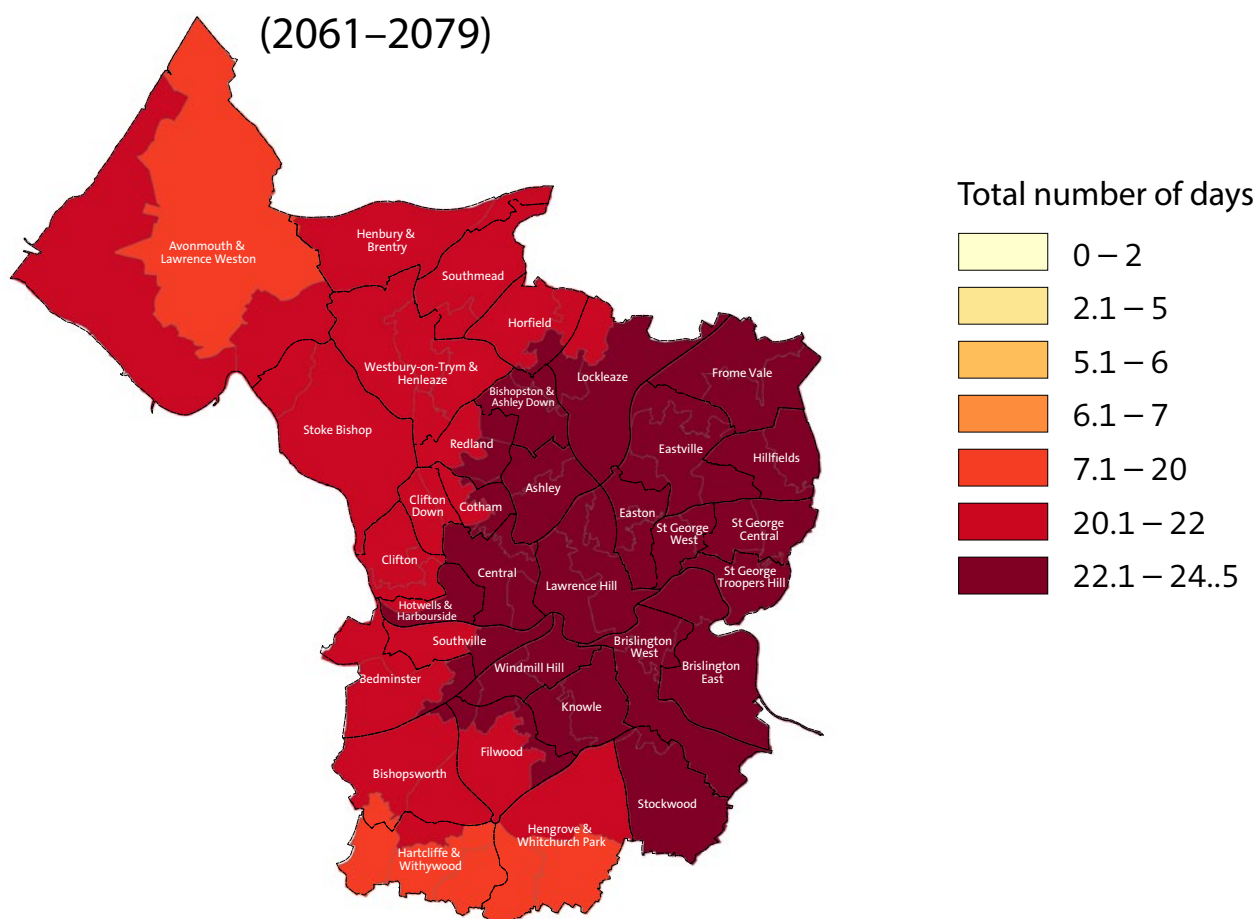 (2061–2079)
Total number of days
0 – 2
2.1 – 5
5.1 – 6
6.1 – 7
7.1 – 20
20.1 – 22
22.1 – 24..5
Avonmouth &
Lawrence Weston
Henbury &
Brentry
Southmead
Horfield
Westbury-on-Trym &
Henleaze
Lockleaze
Frome Vale
Bishopston &
Ashley Down
Stoke Bishop
Redland
Eastville
Hillfields
Ashley
Clifton
Down
Cotham
Easton
St George
West
St George
Central
Clifton
Central
Lawrence Hill
St George
Troopers Hill
Hotwells &
Harbourside
Southville
Brislington
West
Windmill Hill
Brislington
East
Bedminster
Knowle
Filwood
Bishopsworth
Stockwood
Hengrove &
Whitchurch Park
Hartcliffe &
Withywood